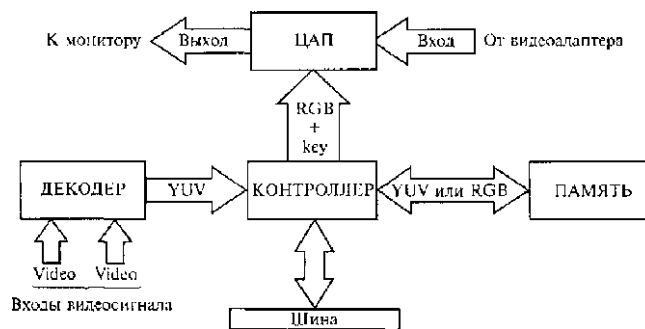 К монитору
Выход
ЦАП
Вход
От видеоадаптера
RGB
+
key
ДЕКОДЕР
YUV
КОНТРОЛЛЕР
YUV или RGB
ПАМЯТЬ
Video
Video
Входы видеосигнала
Шина